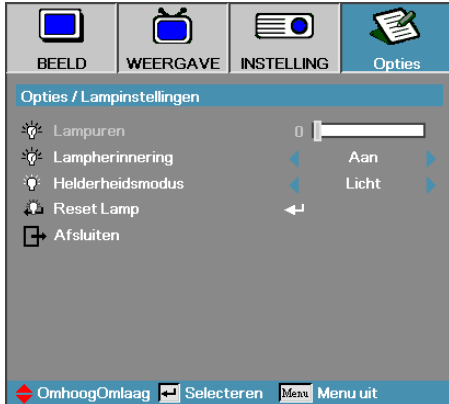 BEELD WEERGAVE INSTELLING Opties
Opties / Lampinstellingen
Lampuren 0
Lampherinnering Aan
Helderheidsmodus Licht
Reset Lamp
Afsluiten
OmhoogOmlaag Selecteren Menu Menu uit